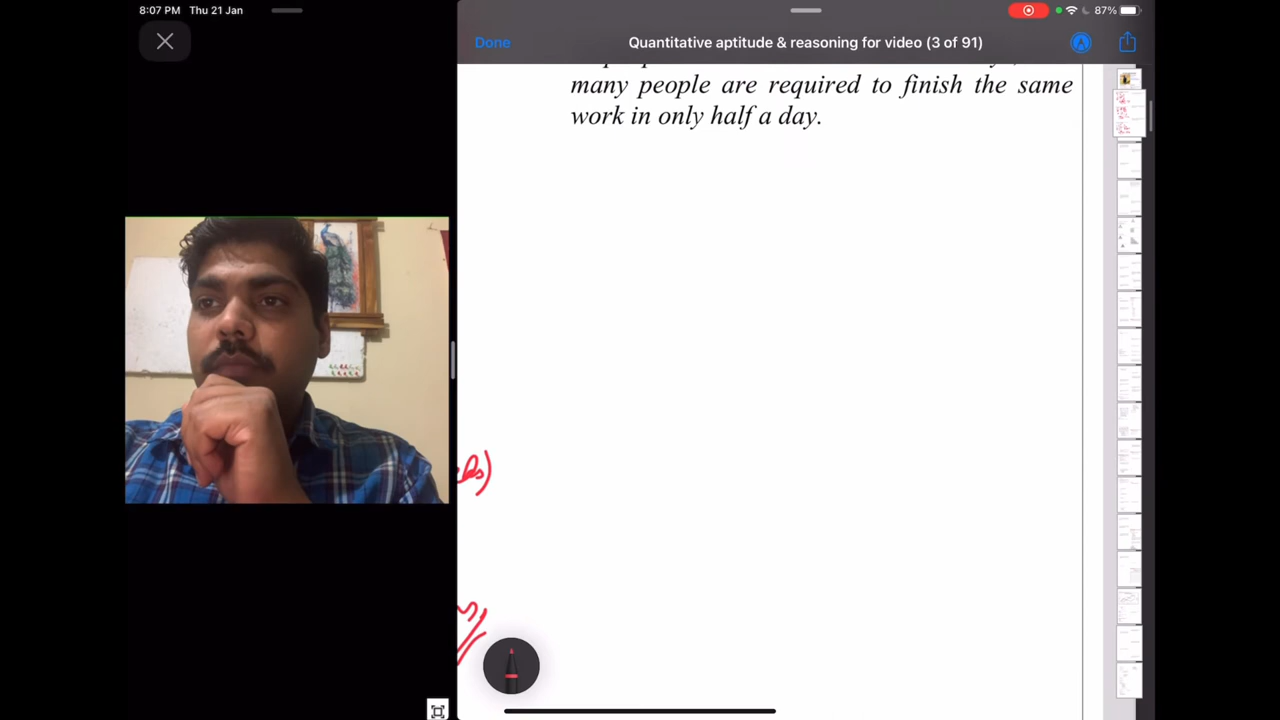 8:07 PM Thu 21 Jan
87%
Done
Quantitative aptitude & reasoning for video (3 of 91)
many people are required to finish the same
work in only half a day.